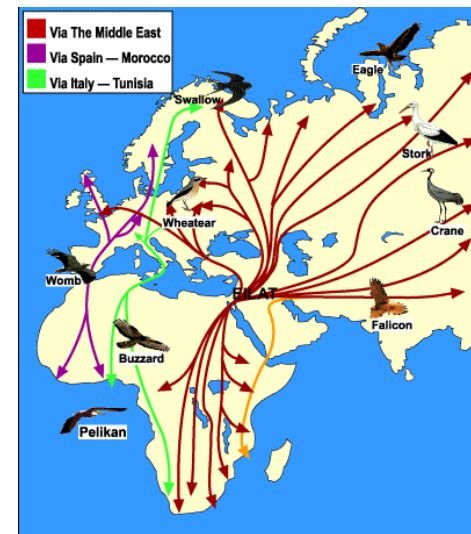 Via The Middle East
Via Spain — Morocco
Via Italy — Tunisia
Eagle
Swallow
Stork
Wheatear
Crane
Womb
EILAT
Falicon
Buzzard
Pelikan